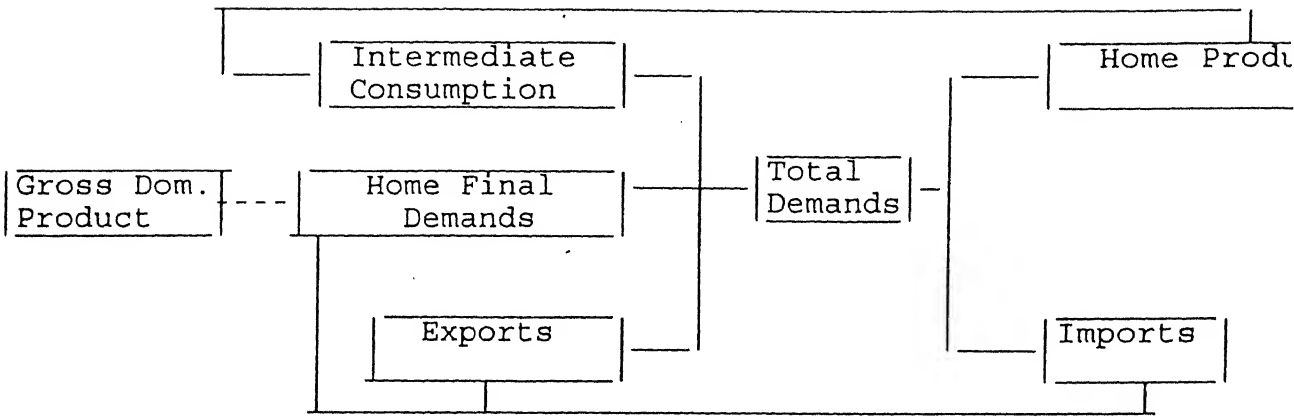 Intermediate
Consumption
Home Produ
Gross Dom.
Product
Home Final
Demands
Total
Demands
Exports
Imports